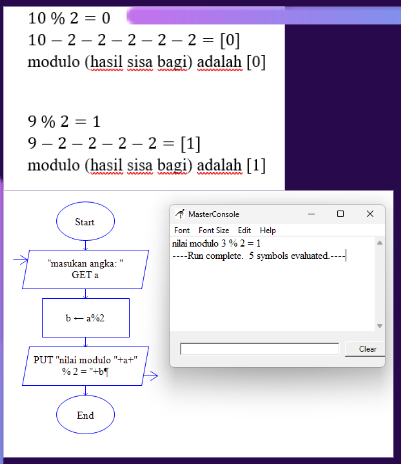 10 % 2 = 0
10 – 2 – 2 – 2 – 2 – 2 = [0]
modulo (hasil sisa bagi) adalah [0]
9 % 2 = 1
9 – 2 – 2 – 2 – 2 = [1]
modulo (hasil sisa bagi) adalah [1]
Start
"masukan angka: "
GET a
b ← a%2
PUT "nilai modulo "+a+"
% 2 = "+b¶
End
MasterConsole
Font Font Size Edit Help
nilai modulo 3 % 2 = 1
----Run complete. 5 symbols evaluated.----
Clear